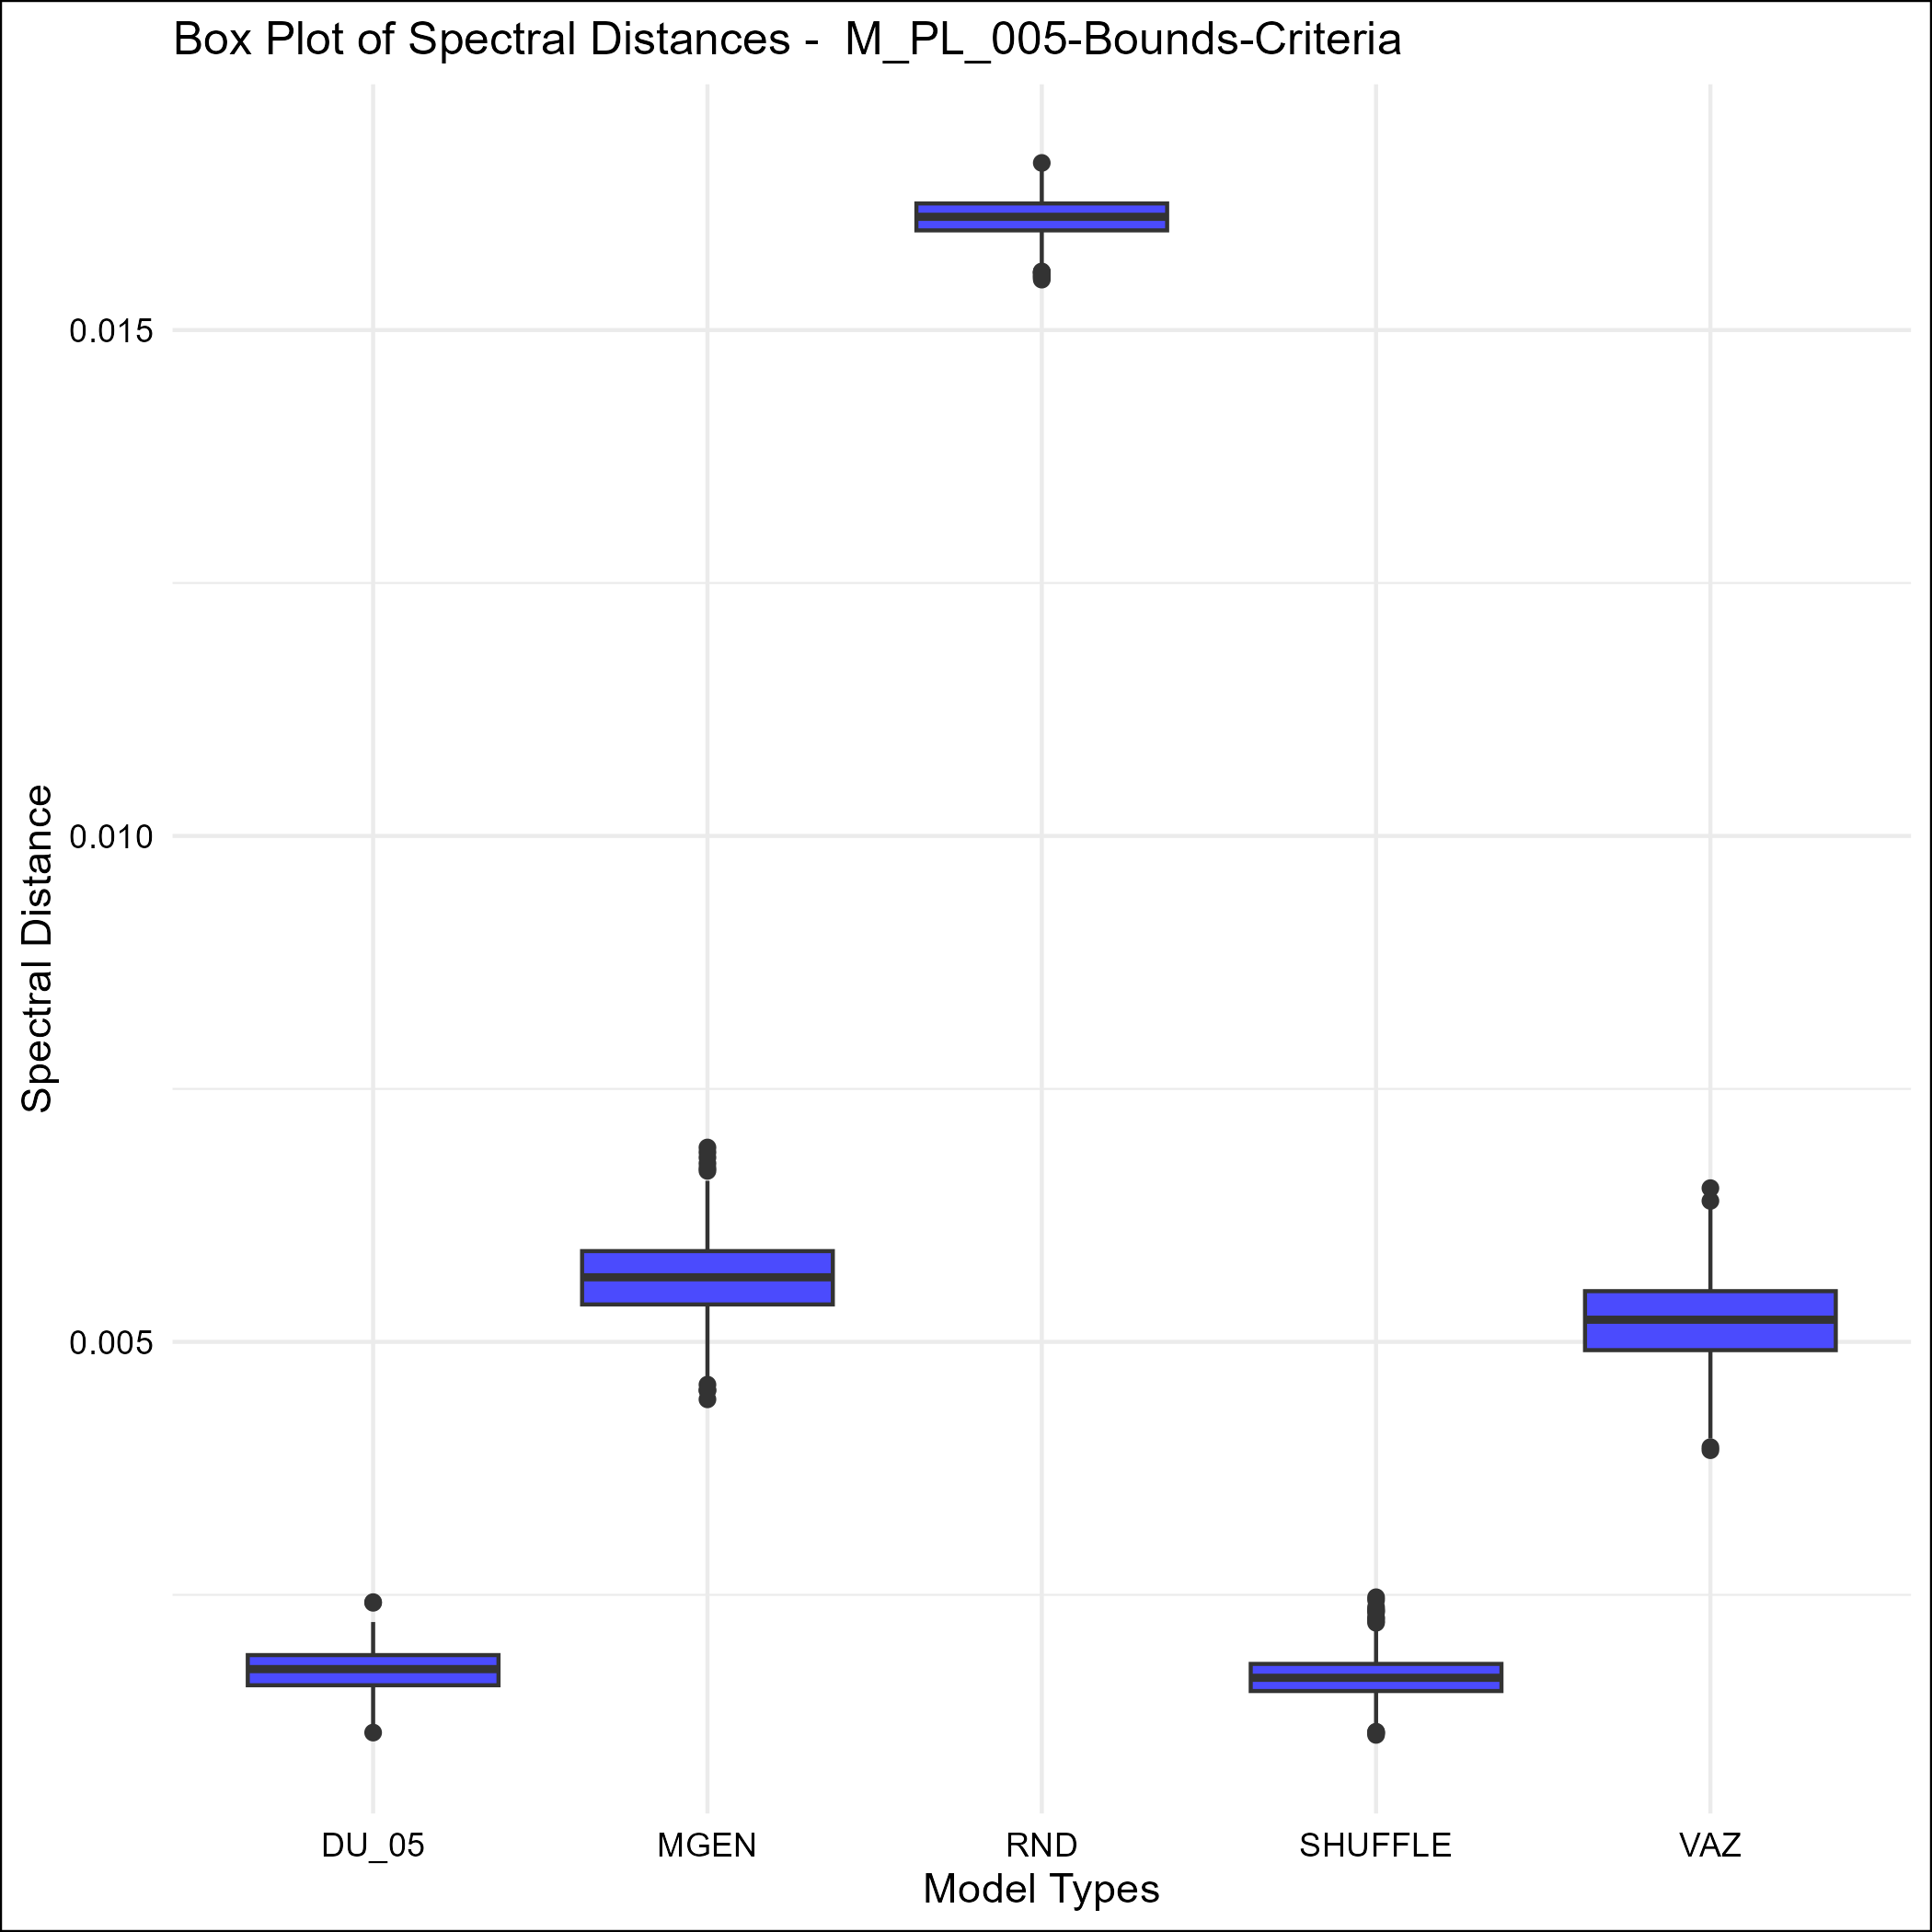 Box Plot of Spectral Distances -  M_PL_005-Bounds-Criteria
Spectral Distance
0.015
0.010
0.005
DU_05
MGEN
RND
SHUFFLE
VAZ
Model Types